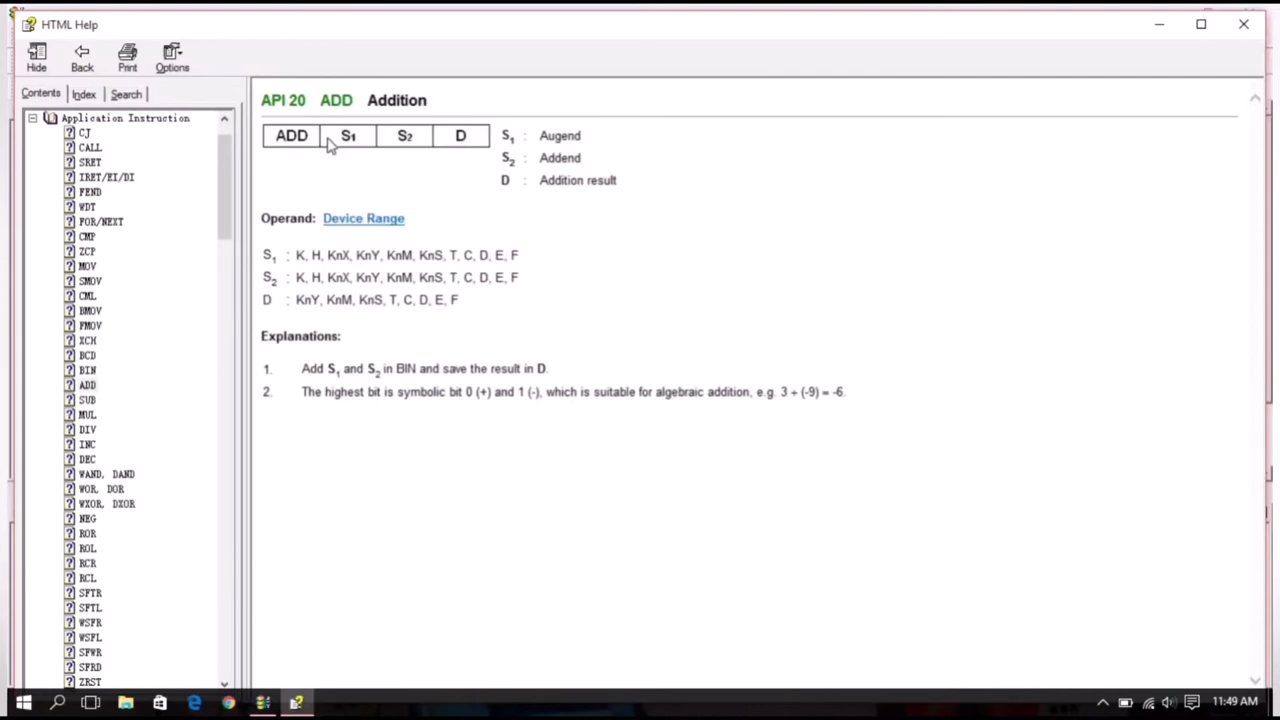 HTML Help
Hide Back Print Options
Contents Index Search
Application Instruction
CJ
CALL
SRET
IRET/EI/DI
FEND
WDT
FOR/NEXT
CMP
ZCP
MOV
SMOV
CML
BMOV
FMOV
XCH
BCD
BIN
ADD
SUB
MUL
DIV
INC
DEC
WAND, DAND
WOR, DOR
WXOR, DXOR
NEG
ROR
ROL
RCR
RCL
SFTR
SFTL
WSFR
WSFL
SFWR
SFRD
ZRST
API 20 ADD Addition
ADD S1 S2 D
S1 : Augend
S2 : Addend
D : Addition result
Operand: Device Range
S1 : K, H, KnX, KnY, KnM, KnS, T, C, D, E, F
S2 : K, H, KnX, KnY, KnM, KnS, T, C, D, E, F
D : KnY, KnM, KnS, T, C, D, E, F
Explanations:
1. Add S1 and S2 in BIN and save the result in D.
2. The highest bit is symbolic bit 0 (+) and 1 (-), which is suitable for algebraic addition, e.g. 3 + (-9) = -6.
11:49 AM